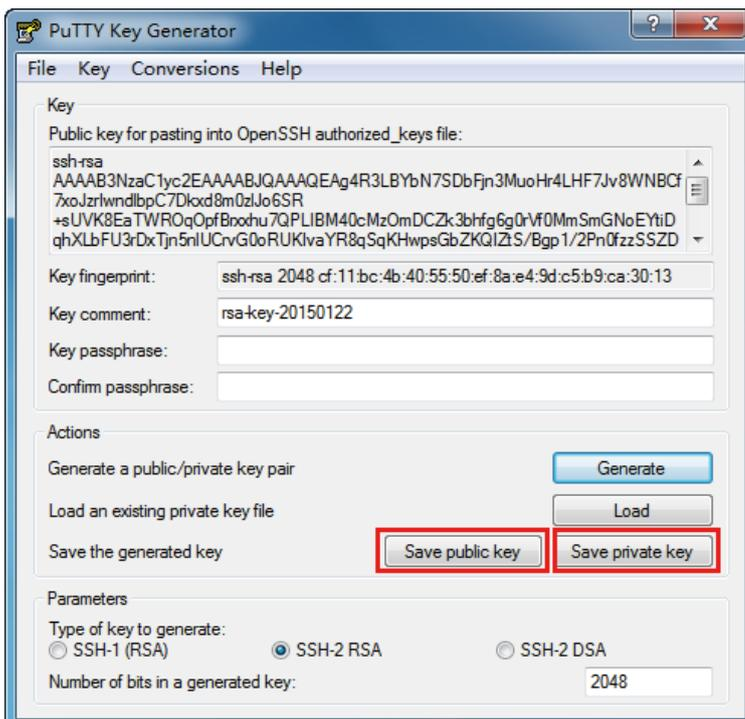 PuTTY Key Generator
File Key Conversions Help
Key
Public key for pasting into OpenSSH authorized_keys file:
ssh-rsa
AAAAB3NzaC1yc2EAAAABJQAAAQEAg4R3LBYbN7SDbFjn3MuoHr4LHF7Jv8WNBCf
7xoJzrlwndlbpC7Dkxd8m0zlJo6SR
+sUVK8EaTWROqOpfBrxxhu7QPLIBM40cMzOmDCZk3bhfg6g0rVf0MmSmGNoEYtiD
qhXLbFU3rDxTjn5nIUCrvG0oRUKlvaYR8qSqKHwpsGbZKQIZtS/Bgp1/2Pn0fzzSSZD
Key fingerprint: ssh-rsa 2048 cf:11:bc:4b:40:55:50:ef:8a:e4:9d:c5:b9:ca:30:13
Key comment: rsa-key-20150122
Key passphrase:
Confirm passphrase:
Actions
Generate a public/private key pair Generate
Load an existing private key file Load
Save the generated key Save public key Save private key
Parameters
Type of key to generate:
SSH-1 (RSA) SSH-2 RSA SSH-2 DSA
Number of bits in a generated key: 2048